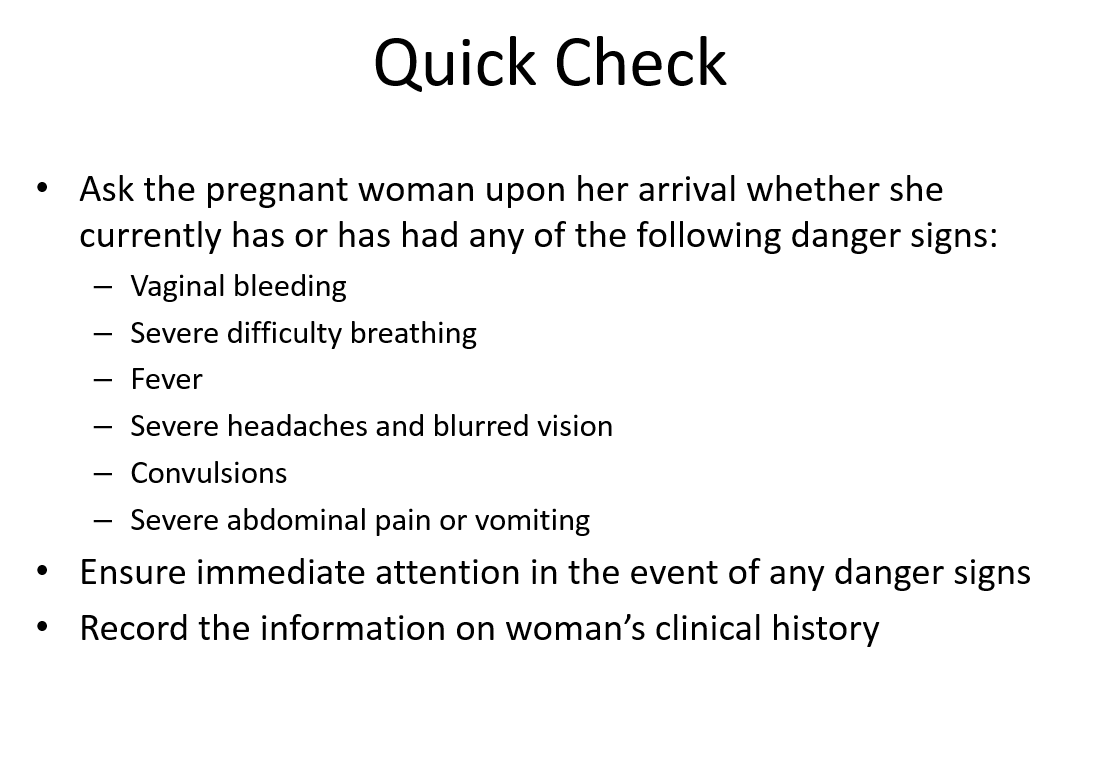 Quick Check
• Ask the pregnant woman upon her arrival whether she
currently has or has had any of the following danger signs:
– Vaginal bleeding
– Severe difficulty breathing
– Fever
– Severe headaches and blurred vision
– Convulsions
– Severe abdominal pain or vomiting
• Ensure immediate attention in the event of any danger signs
• Record the information on woman’s clinical history